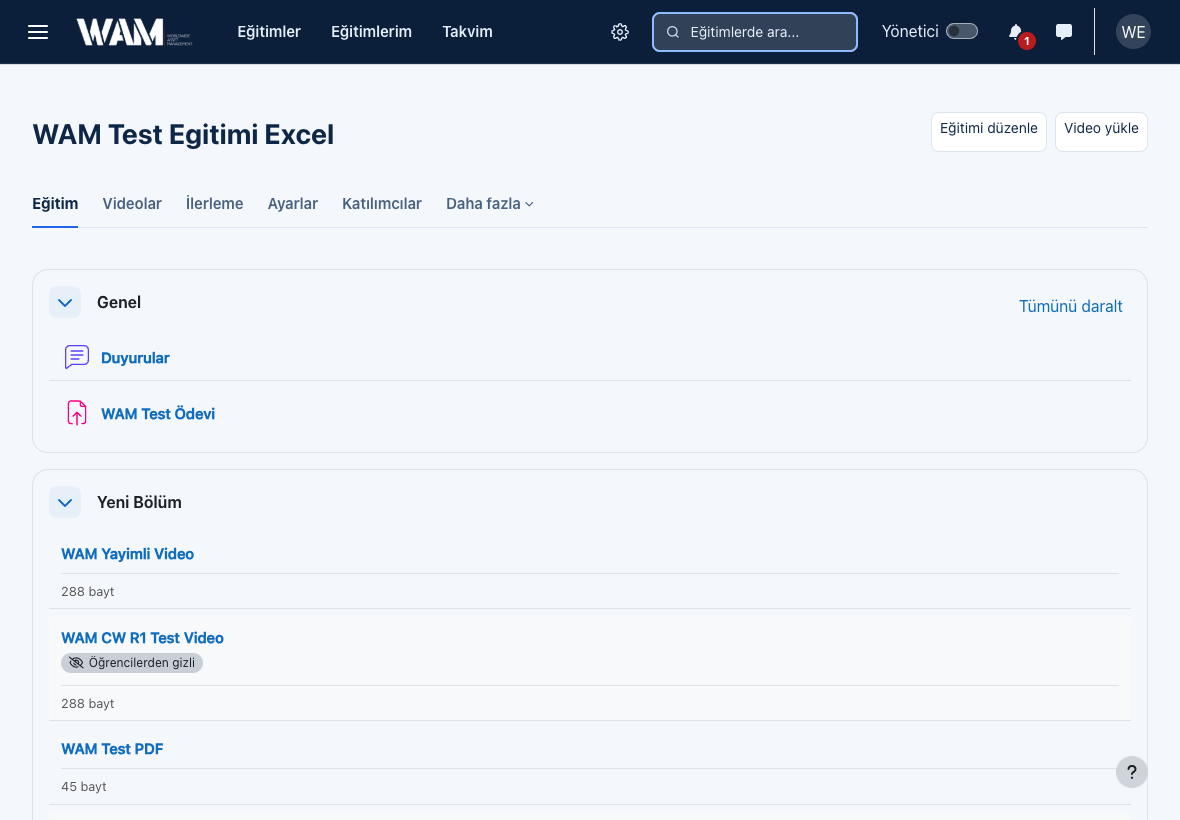 WAM
Eğitimler
Eğitimlerim
Takvim
Eğitimlerde ara...
Yönetici
1
WE
WAM Test Egitimi Excel
Eğitimi düzenle
Video yükle
Eğitim
Videolar
İlerleme
Ayarlar
Katılımcılar
Daha fazla
Genel
Tümünü daralt
Duyurular
WAM Test Ödevi
Yeni Bölüm
WAM Yayimli Video
288 bayt
WAM CW R1 Test Video
Öğrencilerden gizli
288 bayt
WAM Test PDF
45 bayt
?